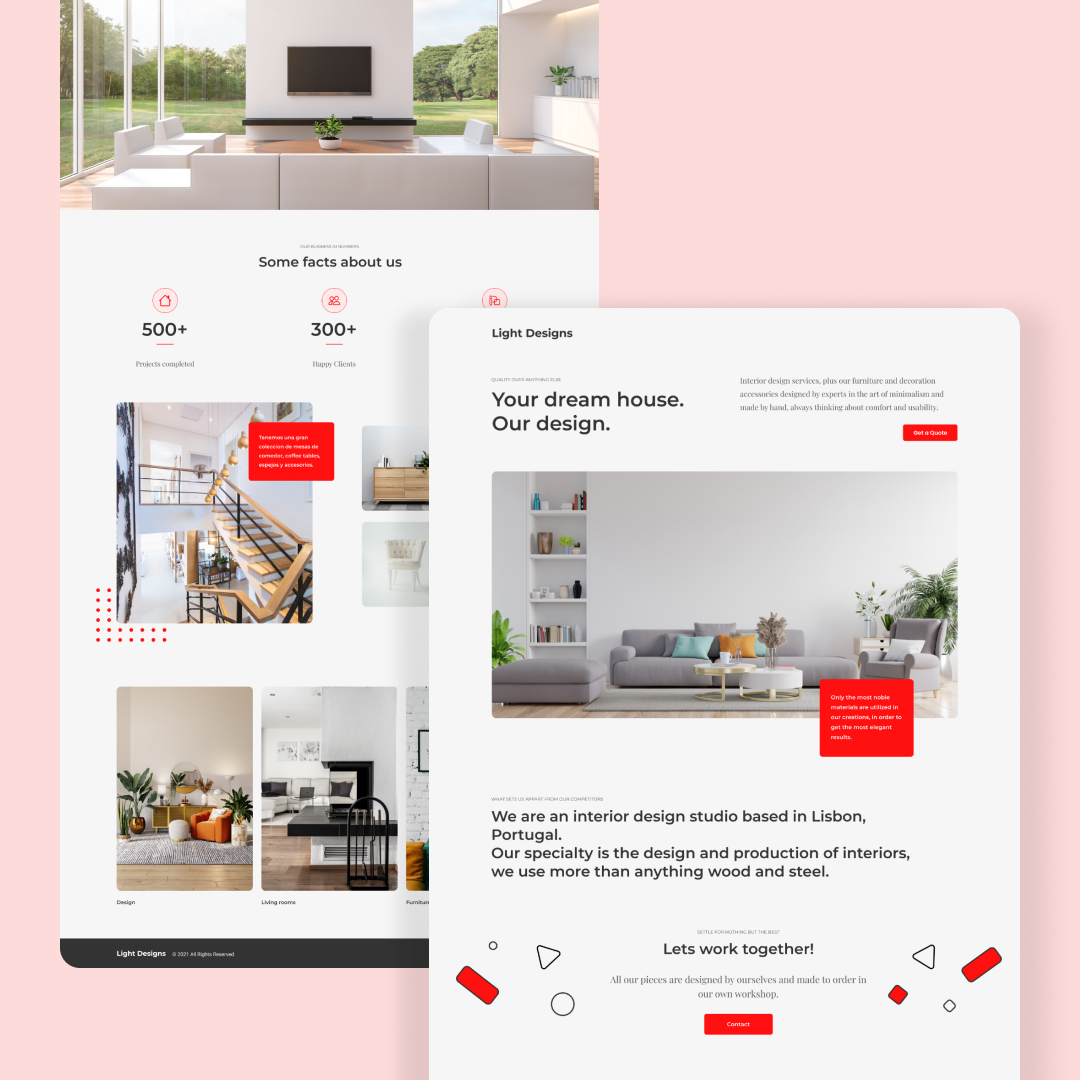 OUR BUSINESS IN NUMBERS
Some facts about us
500+
300+
Projects completed
Happy Clients
Tenemos una gran
coleccion de mesas de
comedor, coffee tables,
espejos y accesorios.
Design
Living rooms
Furniture
Light Designs © 2021 All Rights Reserved
Light Designs
QUALITY OVER ANYTHING ELSE
Your dream house.
Our design.
Interior design services, plus our furniture and decoration
accessories designed by experts in the art of minimalism and
made by hand, always thinking about comfort and usability.
Get a Quote
Only the most noble
materials are utilized in
our creations, in order to
get the most elegant
results.
WHAT SETS US APPART FROM OUR COMPETITORS
We are an interior design studio based in Lisbon,
Portugal.
Our specialty is the design and production of interiors,
we use more than anything wood and steel.
SETTLE FOR NOTHING BUT THE BEST
Lets work together!
All our pieces are designed by ourselves and made to order in
our own workshop.
Contact